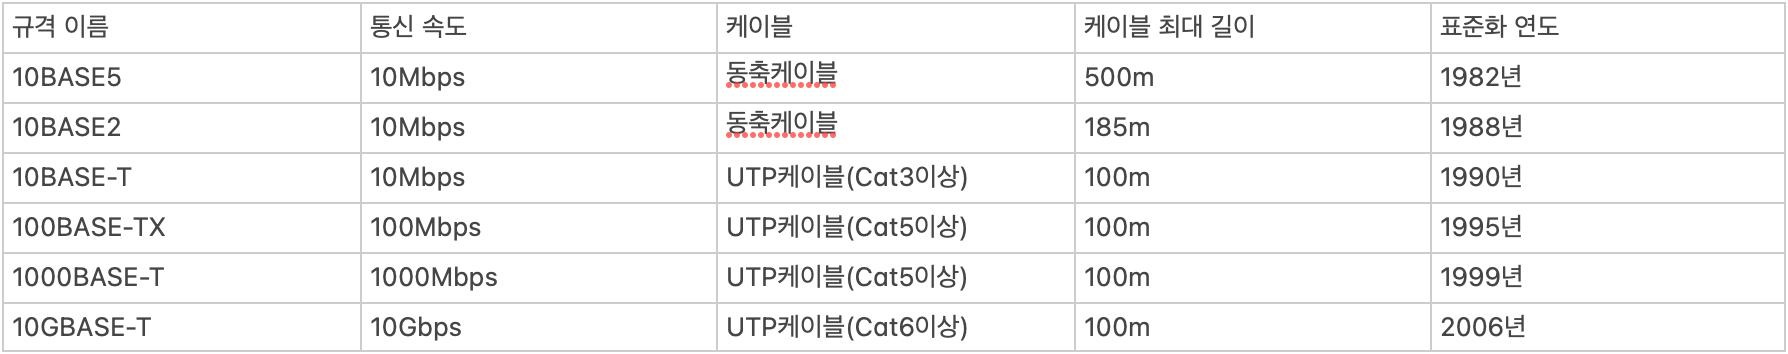 규격 이름 통신 속도 케이블 케이블 최대 길이 표준화 연도
10BASE5 10Mbps 동축케이블 500m 1982년
10BASE2 10Mbps 동축케이블 185m 1988년
10BASE-T 10Mbps UTP케이블(Cat3이상) 100m 1990년
100BASE-TX 100Mbps UTP케이블(Cat5이상) 100m 1995년
1000BASE-T 1000Mbps UTP케이블(Cat5이상) 100m 1999년
10GBASE-T 10Gbps UTP케이블(Cat6이상) 100m 2006년